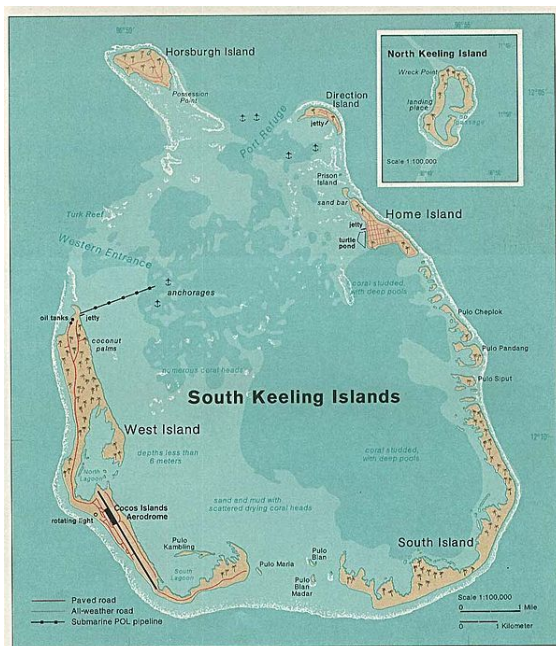 Horsburgh Island
Possession
Point
Direction
Island
jetty
Port Refuge
Prison
Island
sand bar
Home Island
jetty
turtle
pond
Turk Reef
Western Entrance
anchorages
coral studded,
with deep pools
oil tanks
jetty
coconut
palms
Pulo Cheplok
Pulo Pandang
Pulo Siput
numerous coral heads
South Keeling Islands
West Island
depths less than
6 meters
coral studded,
with deep pools
North
Lagoon
sand and mud with
scattered drying coral heads
Cocos Islands
Aerodrome
rotating light
Pulo
Kambling
South
Lagoon
Pulo Maria
Pulo
Blan
Pulo
Blan
Madar
South Island
Paved road
All-weather road
Submarine POL pipeline
Scale 1:100,000
0 1 Mile
0 1 Kilometer
North Keeling Island
Wreck Point
landing
place
Scale 1:100,000
96°50'
12°05'
12°10'